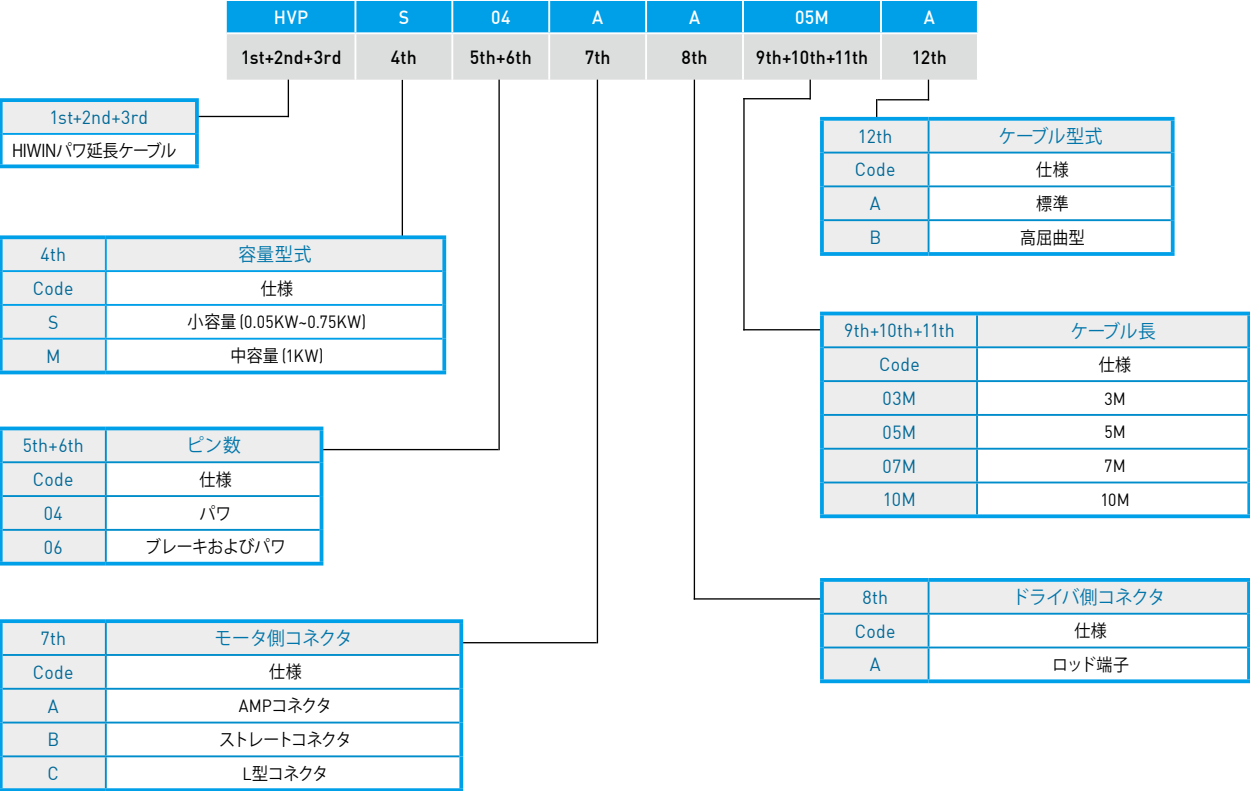 HVP S 04 A A 05M A
1st+2nd+3rd 4th 5th+6th 7th 8th 9th+10th+11th 12th
1st+2nd+3rd
HIWINパワ延長ケーブル
4th 容量型式
Code 仕様
S 小容量(0.05KW~0.75KW)
M 中容量(1KW)
5th+6th ピン数
Code 仕様
04 パワ
06 ブレーキおよびパワ
7th モータ側コネクタ
Code 仕様
A AMPコネクタ
B ストレートコネクタ
C L型コネクタ
12th ケーブル型式
Code 仕様
A 標準
B 高屈曲型
9th+10th+11th ケーブル長
Code 仕様
03M 3M
05M 5M
07M 7M
10M 10M
8th ドライバ側コネクタ
Code 仕様
A ロッド端子